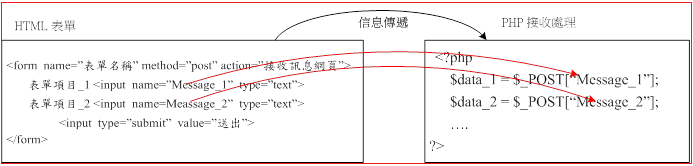 HTML 表單
信息傳遞
PHP 接收處理
<form name=”表單名稱” method=”post” action=”接收訊息網頁”>
表單項目_1 <input name=”Message_1” type=”text”>
表單項目_2 <input name=Meassage_2” type=”text”>
<input type=”submit” value=”送出”>
</form>
<?php
$data_1 = $_POST[“Message_1”];
$data_2 = $_POST[“Message_2”];
….
?>